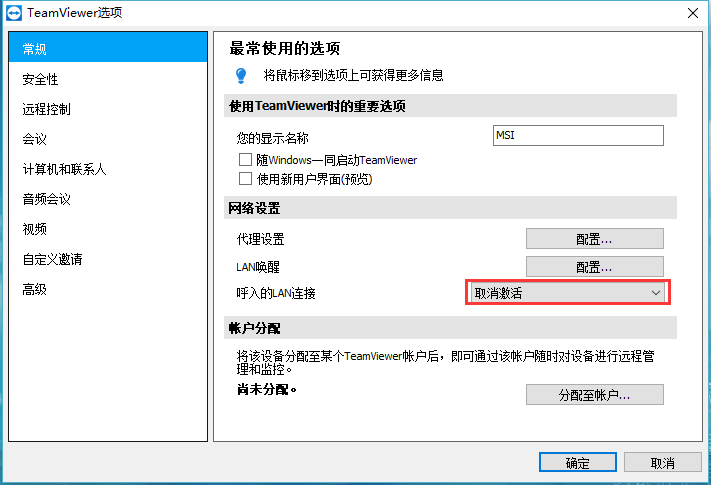 TeamViewer选项
常规
安全性
远程控制
会议
计算机和联系人
音频会议
视频
自定义邀请
高级
最常使用的选项
将鼠标移到选项上可获得更多信息
使用TeamViewer时的重要选项
您的显示名称
MSI
随Windows一同启动TeamViewer
使用新用户界面(预览)
网络设置
代理设置
配置...
LAN唤醒
配置...
呼入的LAN连接
取消激活
帐户分配
将该设备分配至某个TeamViewer帐户后，即可通过该帐户随时对设备进行远程管
理和监控。
尚未分配。
分配至帐户...
确定
取消